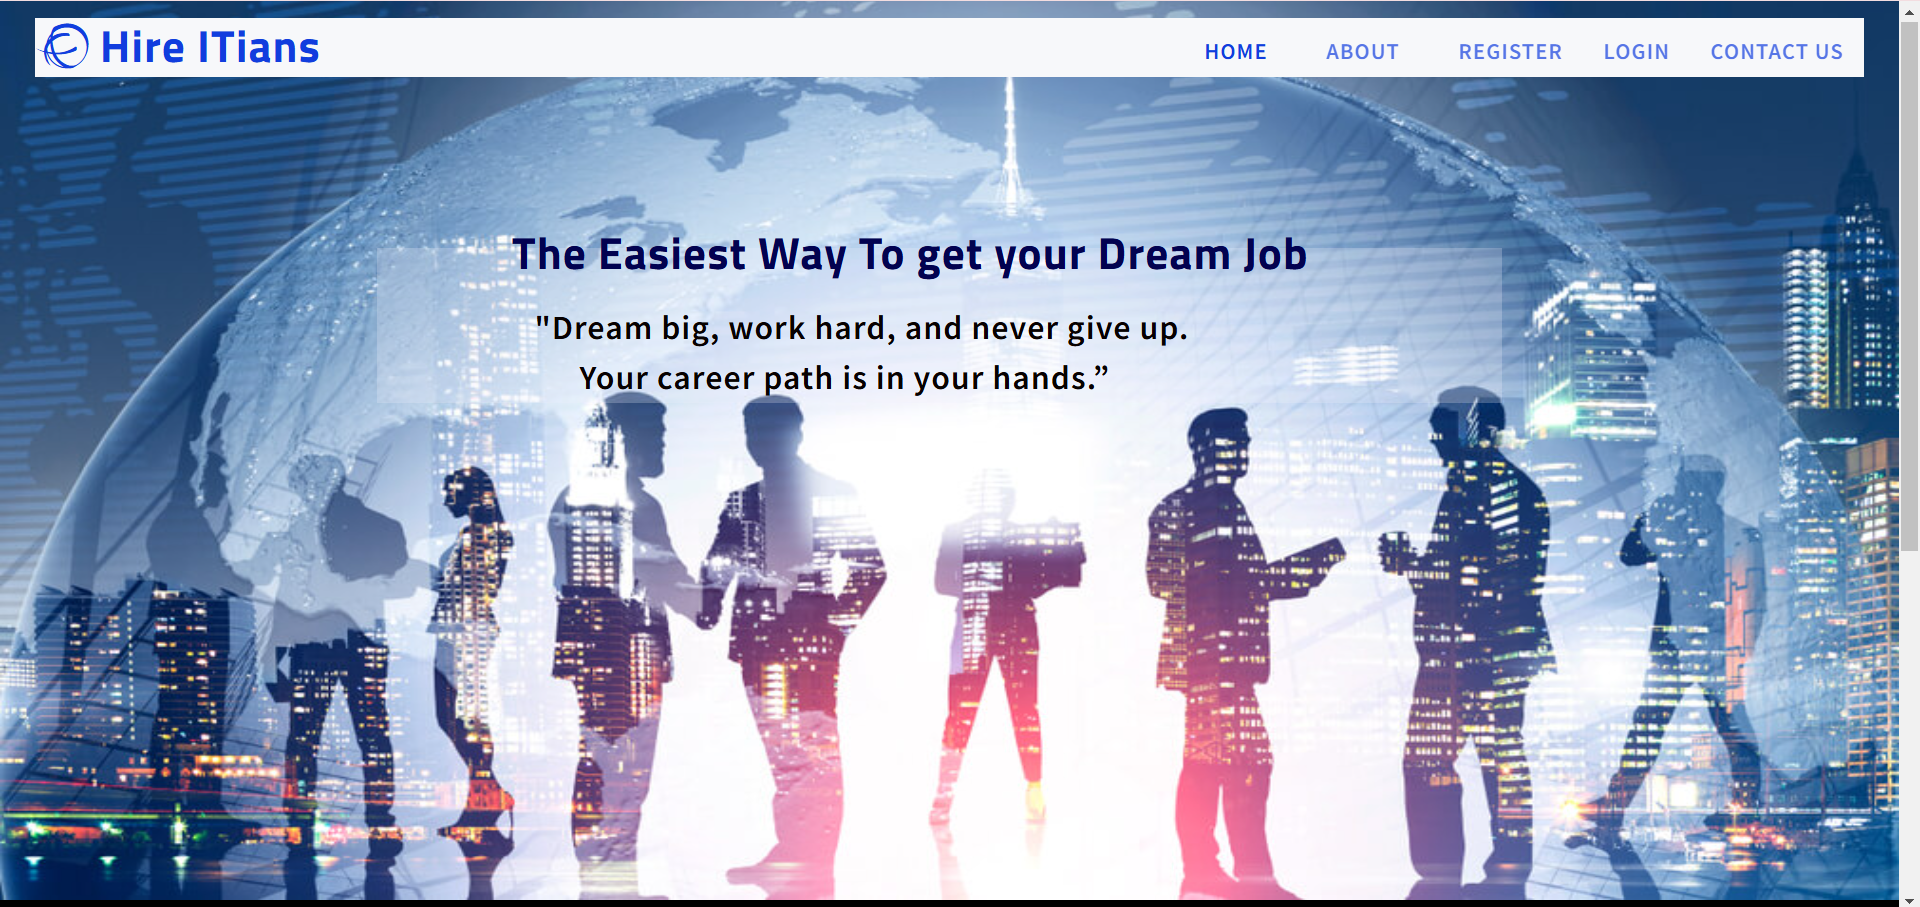 Hire ITians
HOME ABOUT REGISTER LOGIN CONTACT US
The Easiest Way To get your Dream Job
"Dream big, work hard, and never give up.
Your career path is in your hands.”